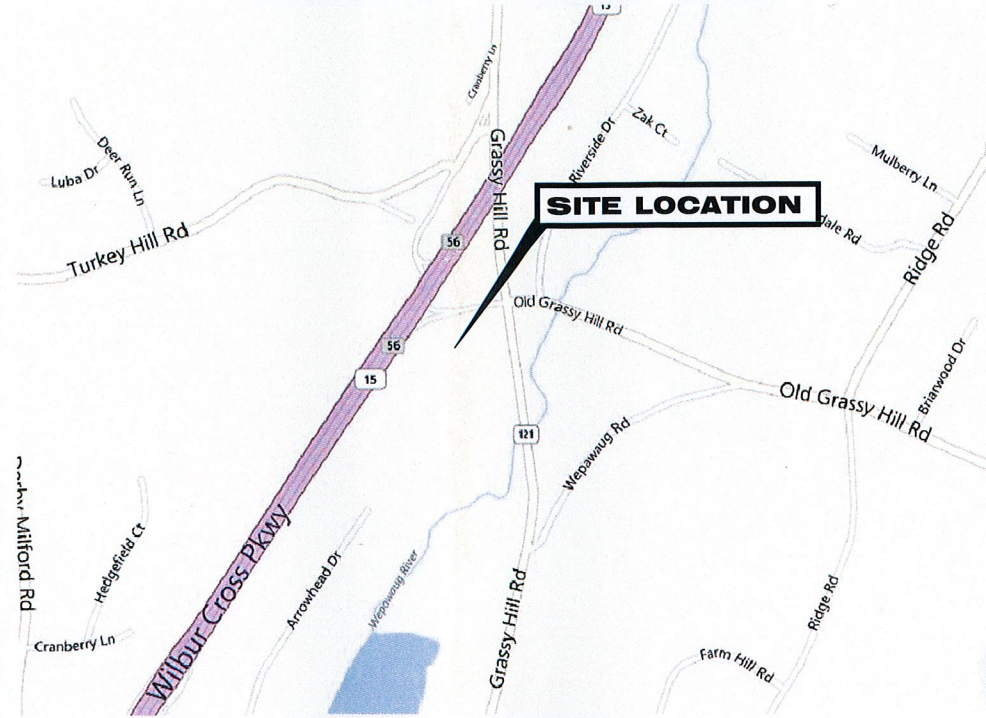 15
Cranberry Ln
Zak Ct
Riverside Dr
Grassy Hill Rd
Deer Run Ln
Luba Dr
Mulberry Ln
SITE LOCATION
Turkey Hill Rd
56
Ridge Rd
Old Grassy Hill Rd
56
15
Briarwood Dr
Old Grassy Hill Rd
121
Wepawaug Rd
Milford Rd
Hedgefield Ct
Wilbur Cross Pkwy
Arrowhead Dr
Wepawaug River
Grassy Hill Rd
Ridge Rd
Cranberry Ln
Farm Hill Rd